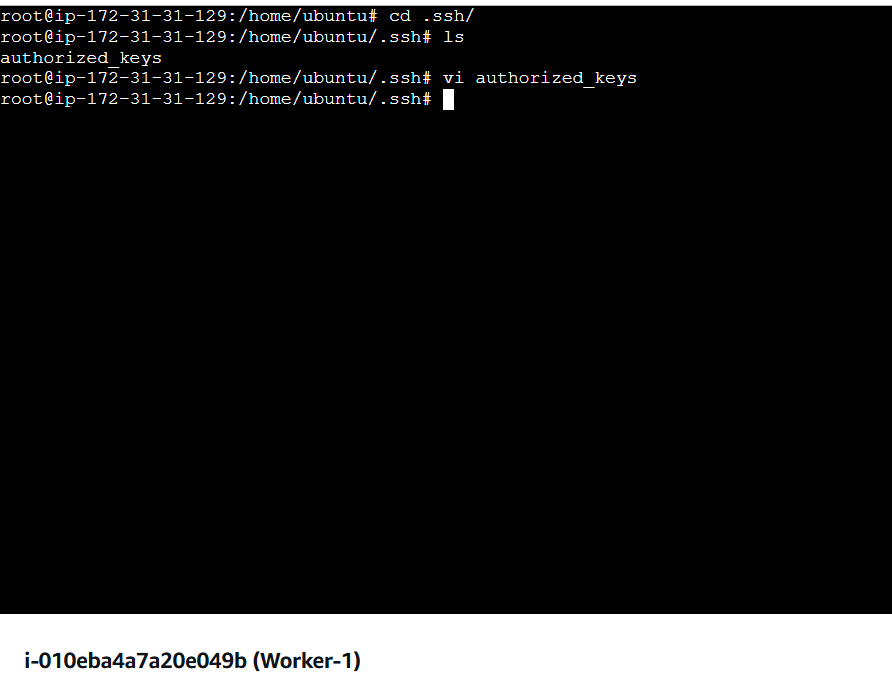 root@ip-172-31-31-129:/home/ubuntu# cd .ssh/
root@ip-172-31-31-129:/home/ubuntu/.ssh# ls
authorized_keys
root@ip-172-31-31-129:/home/ubuntu/.ssh# vi authorized_keys
root@ip-172-31-31-129:/home/ubuntu/.ssh#
i-010eba4a7a20e049b (Worker-1)